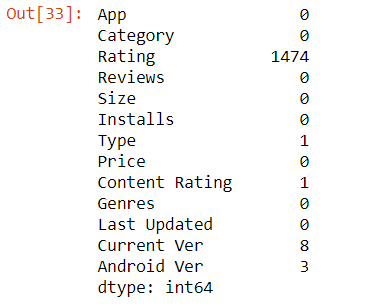 Out[33]: App 0
Category 0
Rating 1474
Reviews 0
Size 0
Installs 0
Type 1
Price 0
Content Rating 1
Genres 0
Last Updated 0
Current Ver 8
Android Ver 3
dtype: int64